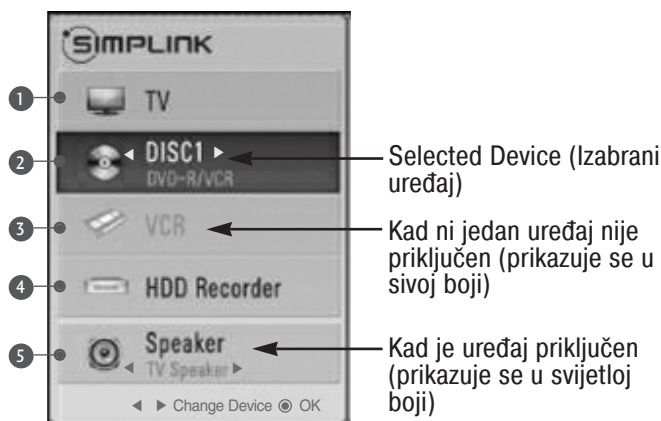 SIMPLINK
1 TV
2 ◄ DISC1 ►
DVD-R/VCR
3 VCR
4 HDD Recorder
5 Speaker
◄ TV Speaker ►
◄ ► Change Device ◉ OK
Selected Device (Izabrani
uređaj)
Kad ni jedan uređaj nije
priključen (prikazuje se u
sivoj boji)
Kad je uređaj priključen
(prikazuje se u svijetloj
boji)